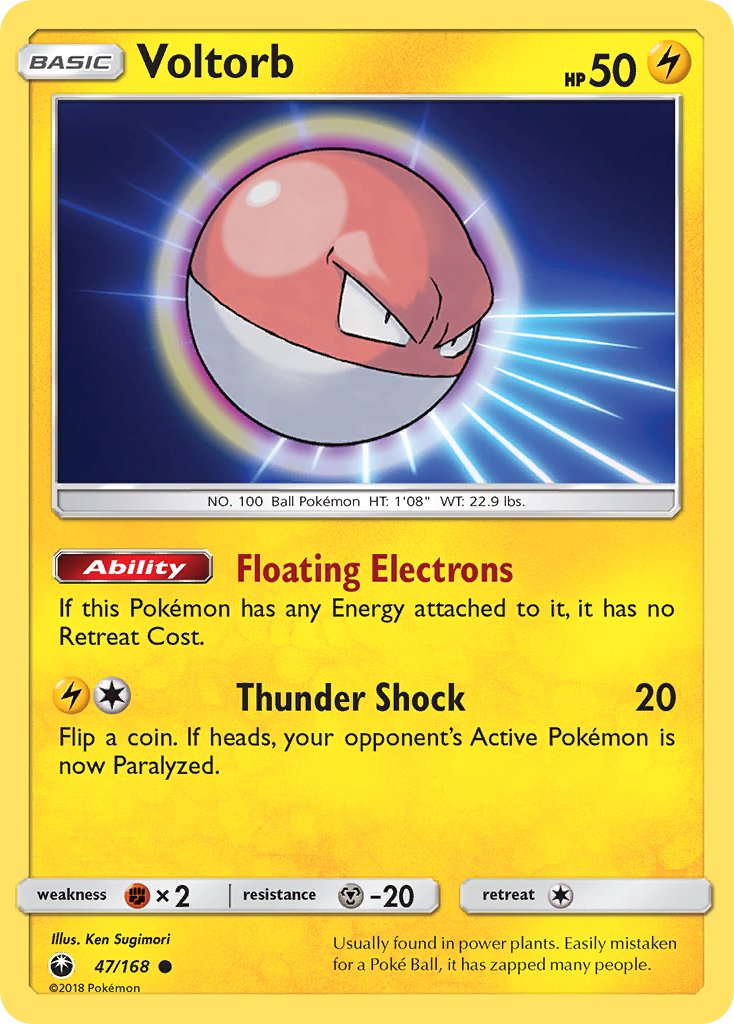 BASIC Voltorb HP 50
NO. 100 Ball Pokémon HT: 1'08" WT: 22.9 lbs.
Ability Floating Electrons
If this Pokémon has any Energy attached to it, it has no
Retreat Cost.
Thunder Shock 20
Flip a coin. If heads, your opponent's Active Pokémon is
now Paralyzed.
weakness ×2 resistance -20 retreat
Illus. Ken Sugimori
47/168
©2018 Pokémon
Usually found in power plants. Easily mistaken
for a Poké Ball, it has zapped many people.